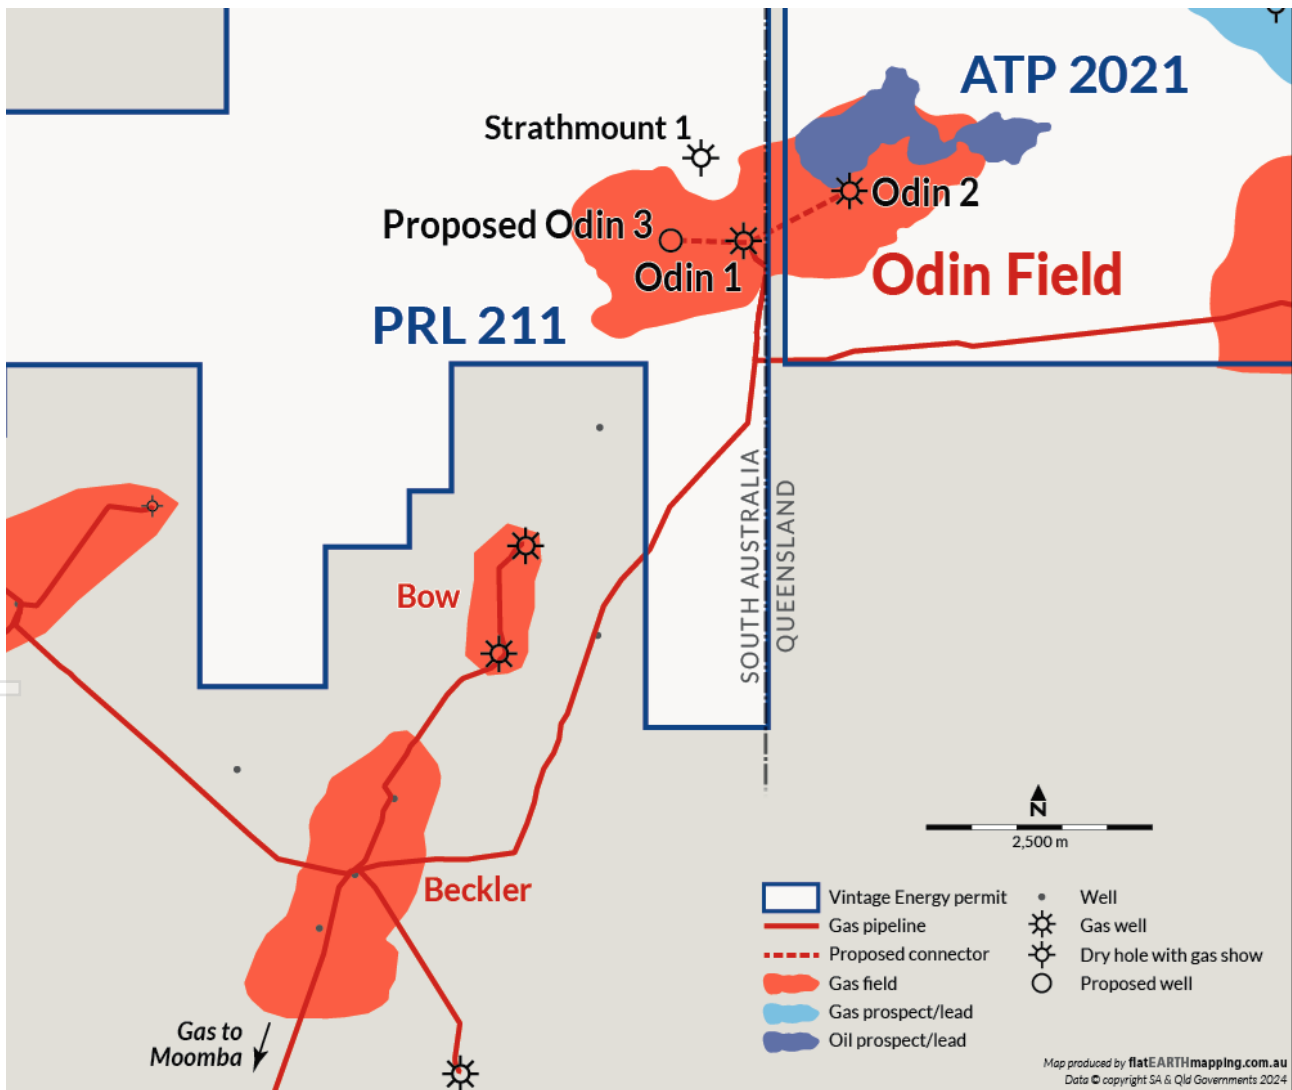 ATP 2021
Strathmount 1
Odin 2
Proposed Odin 3
Odin 1
Odin Field
PRL 211
SOUTH AUSTRALIA
QUEENSLAND
Bow
N
2,500 m
Beckler
Vintage Energy permit
Gas pipeline
Proposed connector
Gas field
Gas prospect/lead
Oil prospect/lead
Well
Gas well
Dry hole with gas show
Proposed well
Gas to
Moomba
Map produced by flatEARTHmapping.com.au
Data © copyright SA & Qld Governments 2024